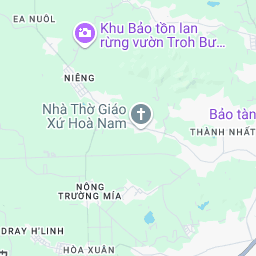 EA NUÔL
Khu Bảo tồn lan
rừng vườn Troh Bư...
NIÊNG
Nhà Thờ Giáo
Xứ Hoà Nam
Bảo tàn
THÀNH NHẤT
NÔNG
TRƯỜNG MÍA
DRAY H'LINH
HÒA XUÂN